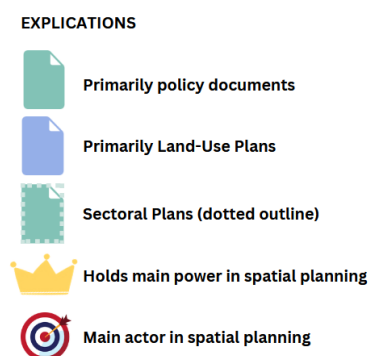 EXPLICATIONS
Primarily policy documents
Primarily Land-Use Plans
Sectoral Plans (dotted outline)
Holds main power in spatial planning
Main actor in spatial planning